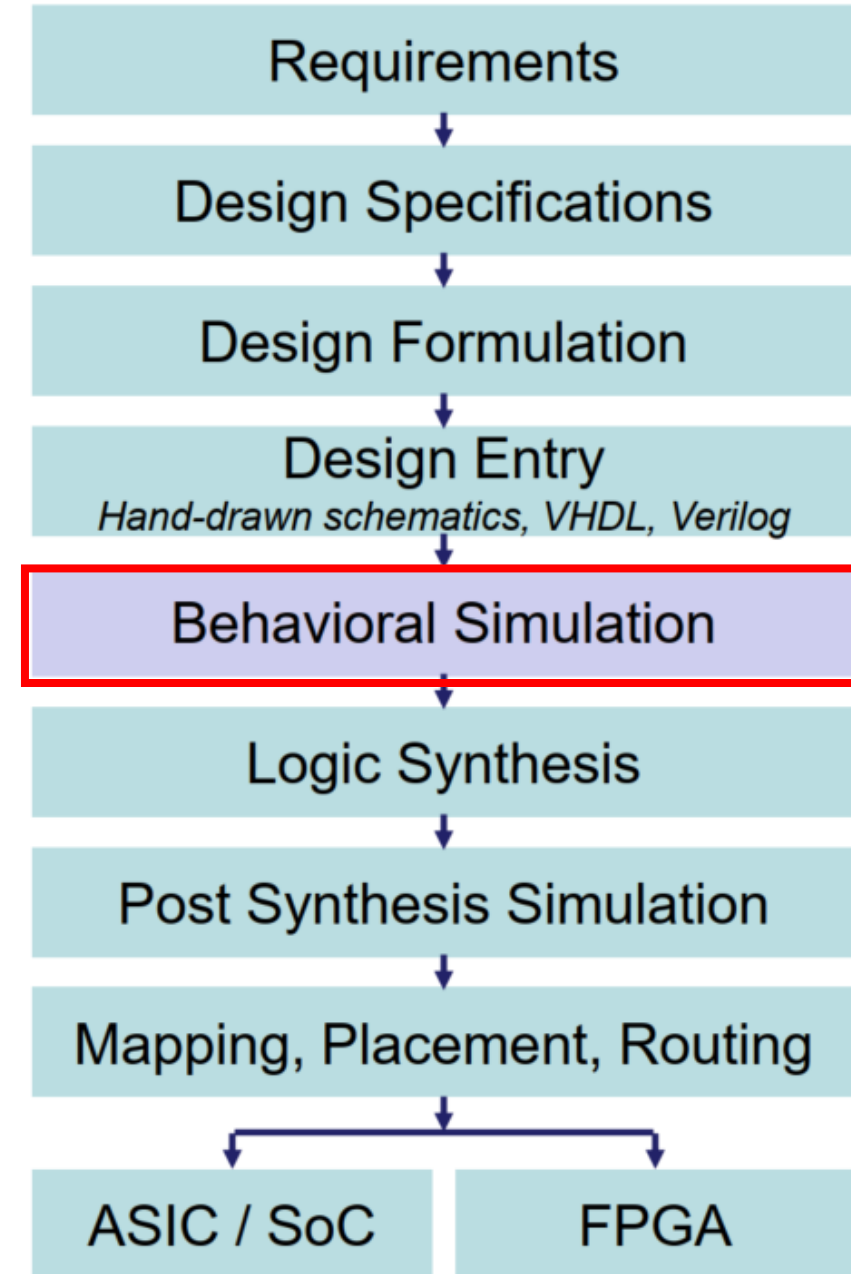 Requirements
Design Specifications
Design Formulation
Design Entry
Hand-drawn schematics, VHDL, Verilog
Behavioral Simulation
Logic Synthesis
Post Synthesis Simulation
Mapping, Placement, Routing
ASIC / SoC
FPGA